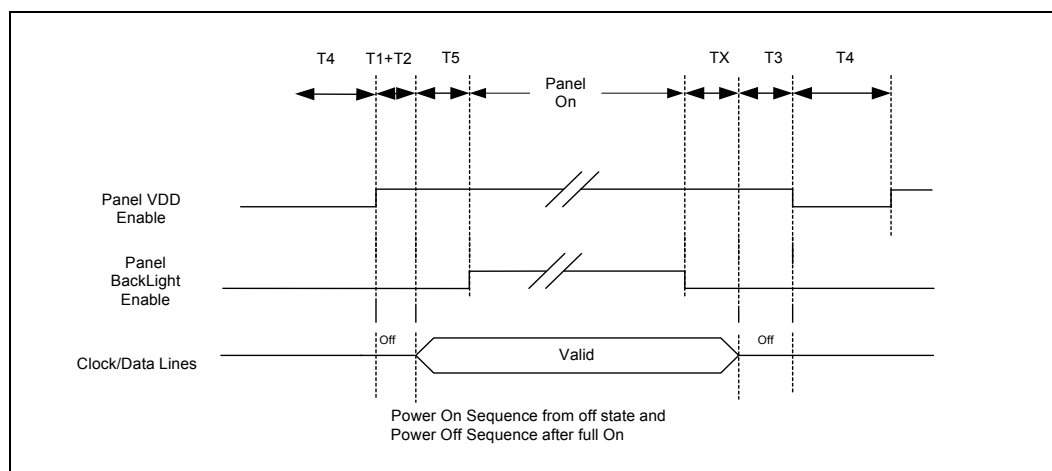 T4 T1+T2 T5 TX T3 T4
Panel
On
Panel VDD
Enable
Panel
BackLight
Enable
Off Off
Clock/Data Lines Valid
Power On Sequence from off state and
Power Off Sequence after full On